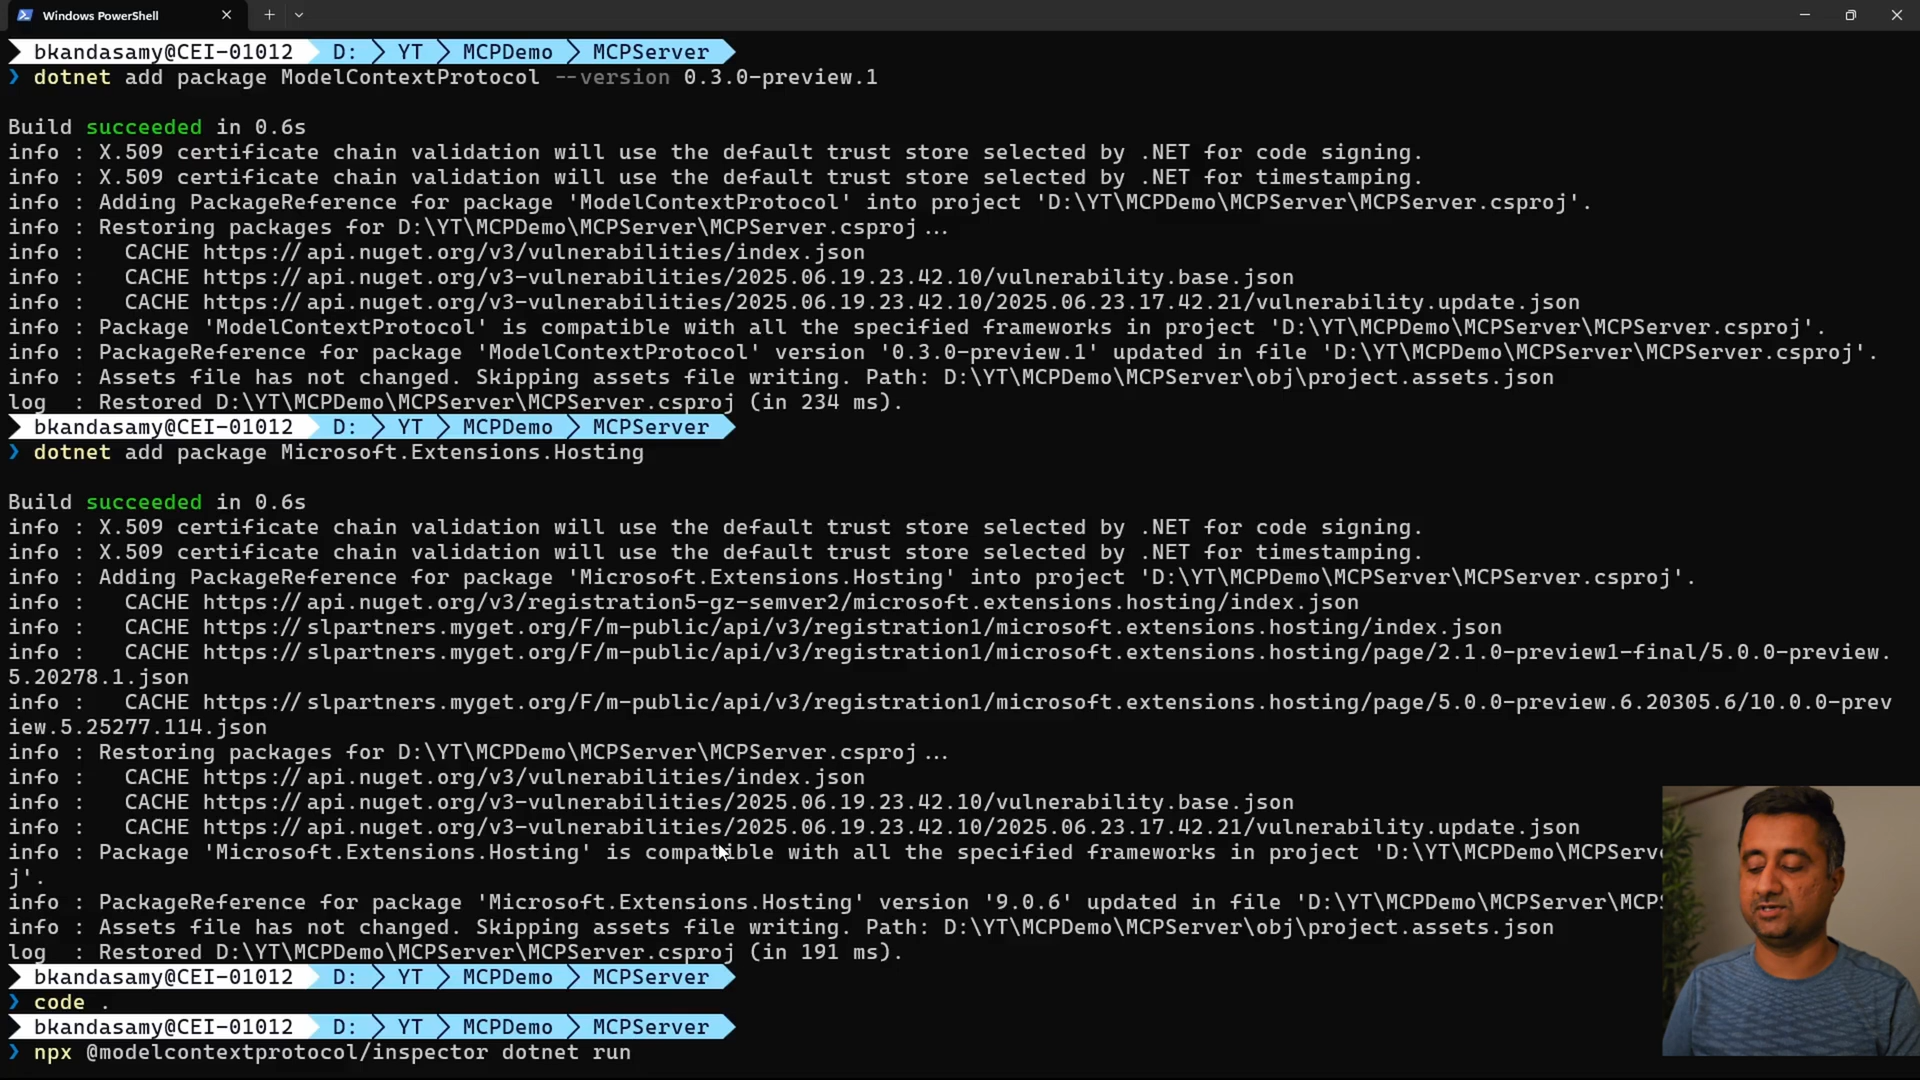 Windows PowerShell
bkandasamy@CEI-01012 D: YT MCPDemo MCPServer
❯ dotnet add package ModelContextProtocol --version 0.3.0-preview.1
Build succeeded in 0.6s
info : X.509 certificate chain validation will use the default trust store selected by .NET for code signing.
info : X.509 certificate chain validation will use the default trust store selected by .NET for timestamping.
info : Adding PackageReference for package 'ModelContextProtocol' into project 'D:\YT\MCPDemo\MCPServer\MCPServer.csproj'.
info : Restoring packages for D:\YT\MCPDemo\MCPServer\MCPServer.csproj...
info :   CACHE https://api.nuget.org/v3/vulnerabilities/index.json
info :   CACHE https://api.nuget.org/v3-vulnerabilities/2025.06.19.23.42.10/vulnerability.base.json
info :   CACHE https://api.nuget.org/v3-vulnerabilities/2025.06.19.23.42.10/2025.06.23.17.42.21/vulnerability.update.json
info : Package 'ModelContextProtocol' is compatible with all the specified frameworks in project 'D:\YT\MCPDemo\MCPServer\MCPServer.csproj'.
info : PackageReference for package 'ModelContextProtocol' version '0.3.0-preview.1' updated in file 'D:\YT\MCPDemo\MCPServer\MCPServer.csproj'.
info : Assets file has not changed. Skipping assets file writing. Path: D:\YT\MCPDemo\MCPServer\obj\project.assets.json
log  : Restored D:\YT\MCPDemo\MCPServer\MCPServer.csproj (in 234 ms).
bkandasamy@CEI-01012 D: YT MCPDemo MCPServer
❯ dotnet add package Microsoft.Extensions.Hosting
Build succeeded in 0.6s
info : X.509 certificate chain validation will use the default trust store selected by .NET for code signing.
info : X.509 certificate chain validation will use the default trust store selected by .NET for timestamping.
info : Adding PackageReference for package 'Microsoft.Extensions.Hosting' into project 'D:\YT\MCPDemo\MCPServer\MCPServer.csproj'.
info :   CACHE https://api.nuget.org/v3/registration5-gz-semver2/microsoft.extensions.hosting/index.json
info :   CACHE https://slpartners.myget.org/F/m-public/api/v3/registration1/microsoft.extensions.hosting/index.json
info :   CACHE https://slpartners.myget.org/F/m-public/api/v3/registration1/microsoft.extensions.hosting/page/2.1.0-preview1-final/5.0.0-preview.
5.20278.1.json
info :   CACHE https://slpartners.myget.org/F/m-public/api/v3/registration1/microsoft.extensions.hosting/page/5.0.0-preview.6.20305.6/10.0.0-prev
iew.5.25277.114.json
info : Restoring packages for D:\YT\MCPDemo\MCPServer\MCPServer.csproj...
info :   CACHE https://api.nuget.org/v3/vulnerabilities/index.json
info :   CACHE https://api.nuget.org/v3-vulnerabilities/2025.06.19.23.42.10/vulnerability.base.json
info :   CACHE https://api.nuget.org/v3-vulnerabilities/2025.06.19.23.42.10/2025.06.23.17.42.21/vulnerability.update.json
info : Package 'Microsoft.Extensions.Hosting' is compatible with all the specified frameworks in project 'D:\YT\MCPDemo\MCPServ
j'.
info : PackageReference for package 'Microsoft.Extensions.Hosting' version '9.0.6' updated in file 'D:\YT\MCPDemo\MCPServer\MCPS
info : Assets file has not changed. Skipping assets file writing. Path: D:\YT\MCPDemo\MCPServer\obj\project.assets.json
log  : Restored D:\YT\MCPDemo\MCPServer\MCPServer.csproj (in 191 ms).
bkandasamy@CEI-01012 D: YT MCPDemo MCPServer
❯ code .
bkandasamy@CEI-01012 D: YT MCPDemo MCPServer
❯ npx @modelcontextprotocol/inspector dotnet run